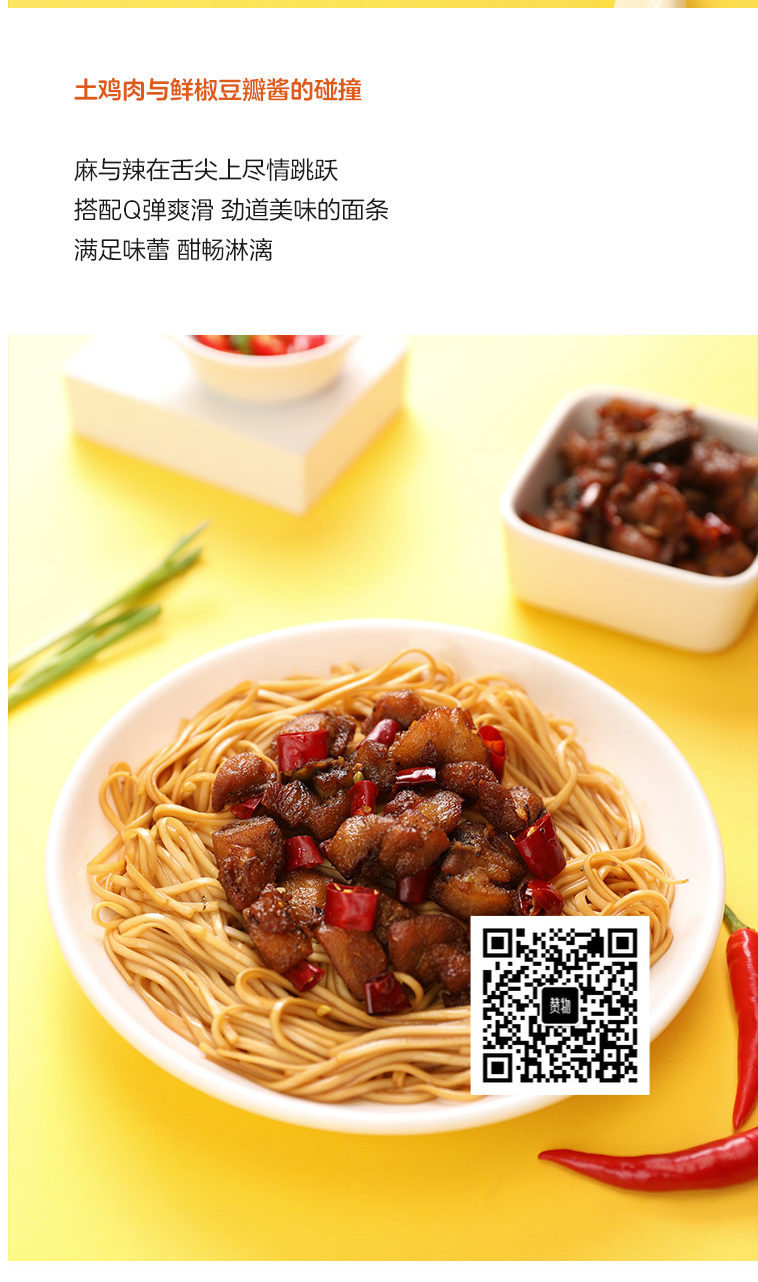 土鸡肉与鲜椒豆瓣酱的碰撞
麻与辣在舌尖上尽情跳跃
搭配Q弹爽滑 劲道美味的面条
满足味蕾 酣畅淋漓
赞物